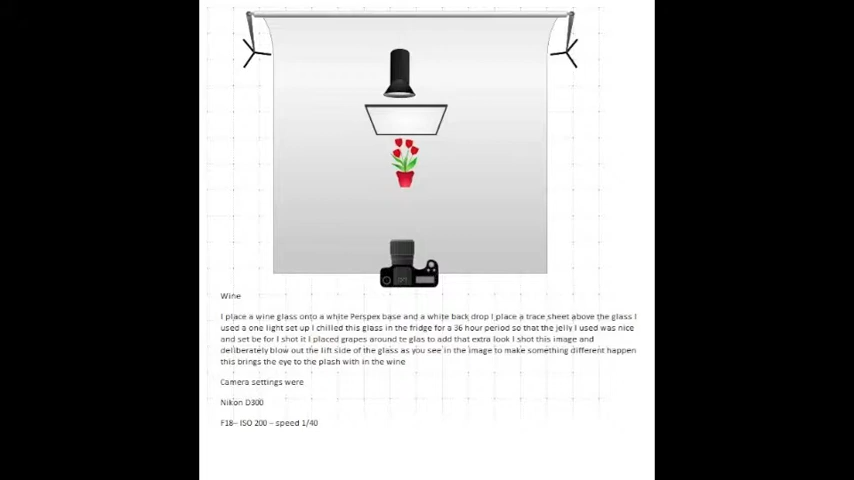 Wine
I place a wine glass onto a white Perspex base and a white back drop I place a trace sheet above the glass I
used a one light set up I chilled this glass in the fridge for a 36 hour period so that the jelly I used was nice
and set be for I shot it I placed grapes around te glas to add that extra look I shot this image and
deliberately blow out the lift side of the glass as you see in the image to make something different happen
this brings the eye to the plash with in the wine
Camera settings were
Nikon D300
F18– ISO 200 – speed 1/40